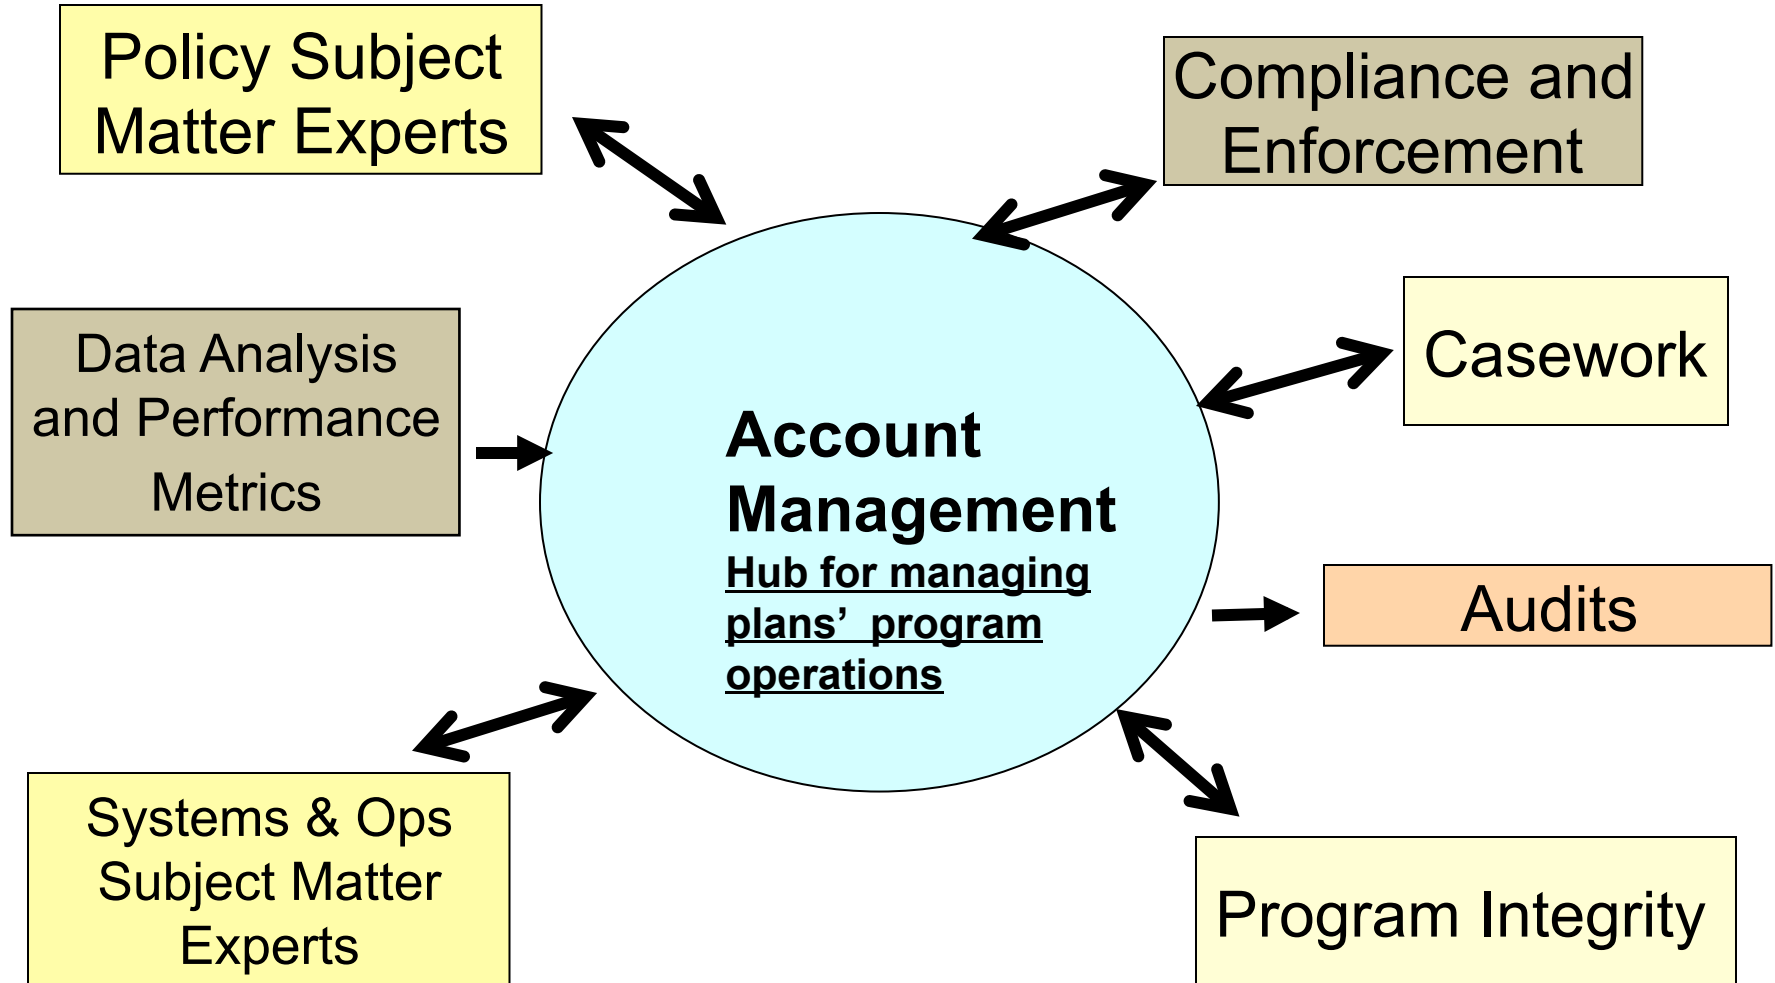 Policy Subject
Matter Experts
Compliance and
Enforcement
Data Analysis
and Performance
Metrics
Casework
Account
Management
Hub for managing
plans’  program
operations
Audits
Systems & Ops
Subject Matter
Experts
Program Integrity